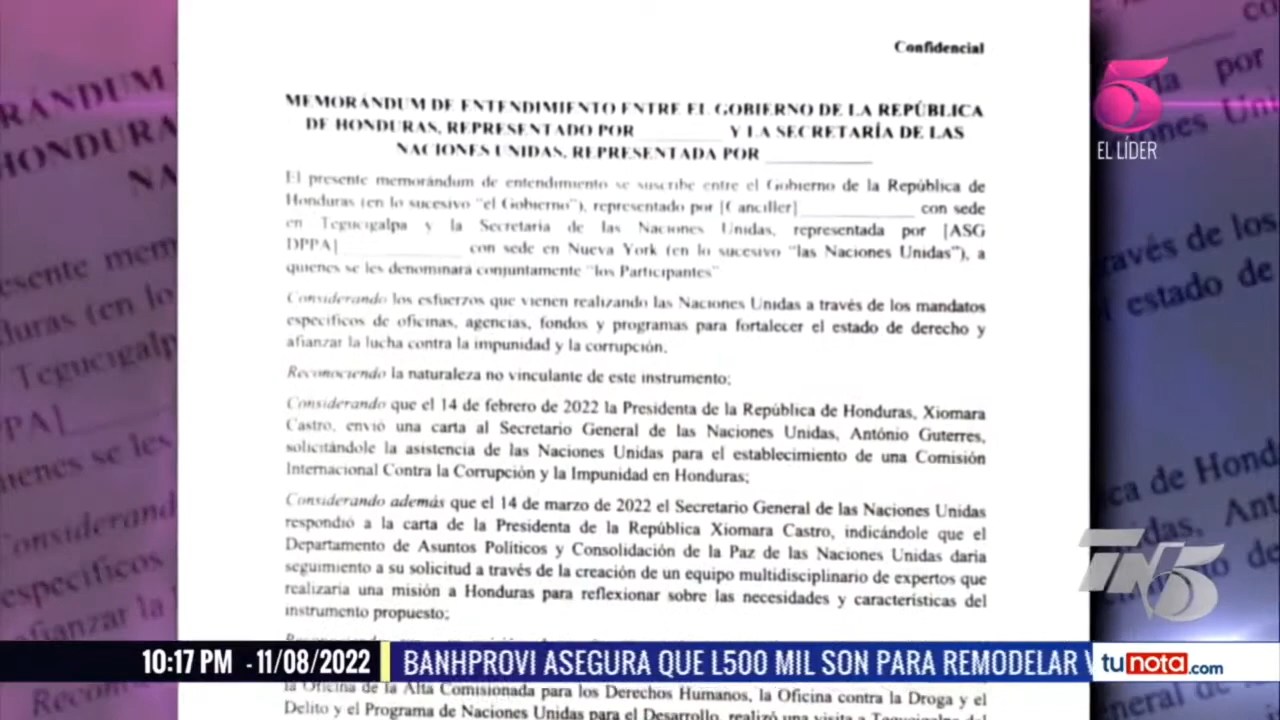 Confidencial
MEMORÁNDUM DE ENTENDIMIENTO ENTRE EL GOBIERNO DE LA REPÚBLICA
DE HONDURAS, REPRESENTADO POR ________ Y LA SECRETARÍA DE LAS
NACIONES UNIDAS, REPRESENTADA POR __________
El presente memorándum de entendimiento se suscribe entre el Gobierno de la República de
Honduras (en lo sucesivo "el Gobierno"), representado por [Canciller]____________ con sede
en Tegucigalpa y la Secretaría de las Naciones Unidas, representada por [ASG
DPPA]____________ con sede en Nueva York (en lo sucesivo "las Naciones Unidas"), a
quienes se les denominará conjuntamente "los Participantes"
Considerando los esfuerzos que vienen realizando las Naciones Unidas a través de los mandatos
específicos de oficinas, agencias, fondos y programas para fortalecer el estado de derecho y
afianzar la lucha contra la impunidad y la corrupción.
Reconociendo la naturaleza no vinculante de este instrumento;
Considerando que el 14 de febrero de 2022 la Presidenta de la República de Honduras, Xiomara
Castro, envió una carta al Secretario General de las Naciones Unidas, António Guterres,
solicitándole la asistencia de las Naciones Unidas para el establecimiento de una Comisión
Internacional Contra la Corrupción y la Impunidad en Honduras;
Considerando además que el 14 de marzo de 2022 el Secretario General de las Naciones Unidas
respondió a la carta de la Presidenta de la República Xiomara Castro, indicándole que el
Departamento de Asuntos Políticos y Consolidación de la Paz de las Naciones Unidas daría
seguimiento a su solicitud a través de la creación de un equipo multidisciplinario de expertos que
realizaría una misión a Honduras para reflexionar sobre las necesidades y características del
instrumento propuesto;
la Oficina de la Alta Comisionada para los Derechos Humanos, la Oficina contra la Droga y el
Delito y el Programa de Naciones Unidas para el Desarrollo, realizó una visita a
5
EL LÍDER
TN5
10:17 PM - 11/08/2022
BANHPROVI ASEGURA QUE L500 MIL SON PARA REMODELAR
tunota.com